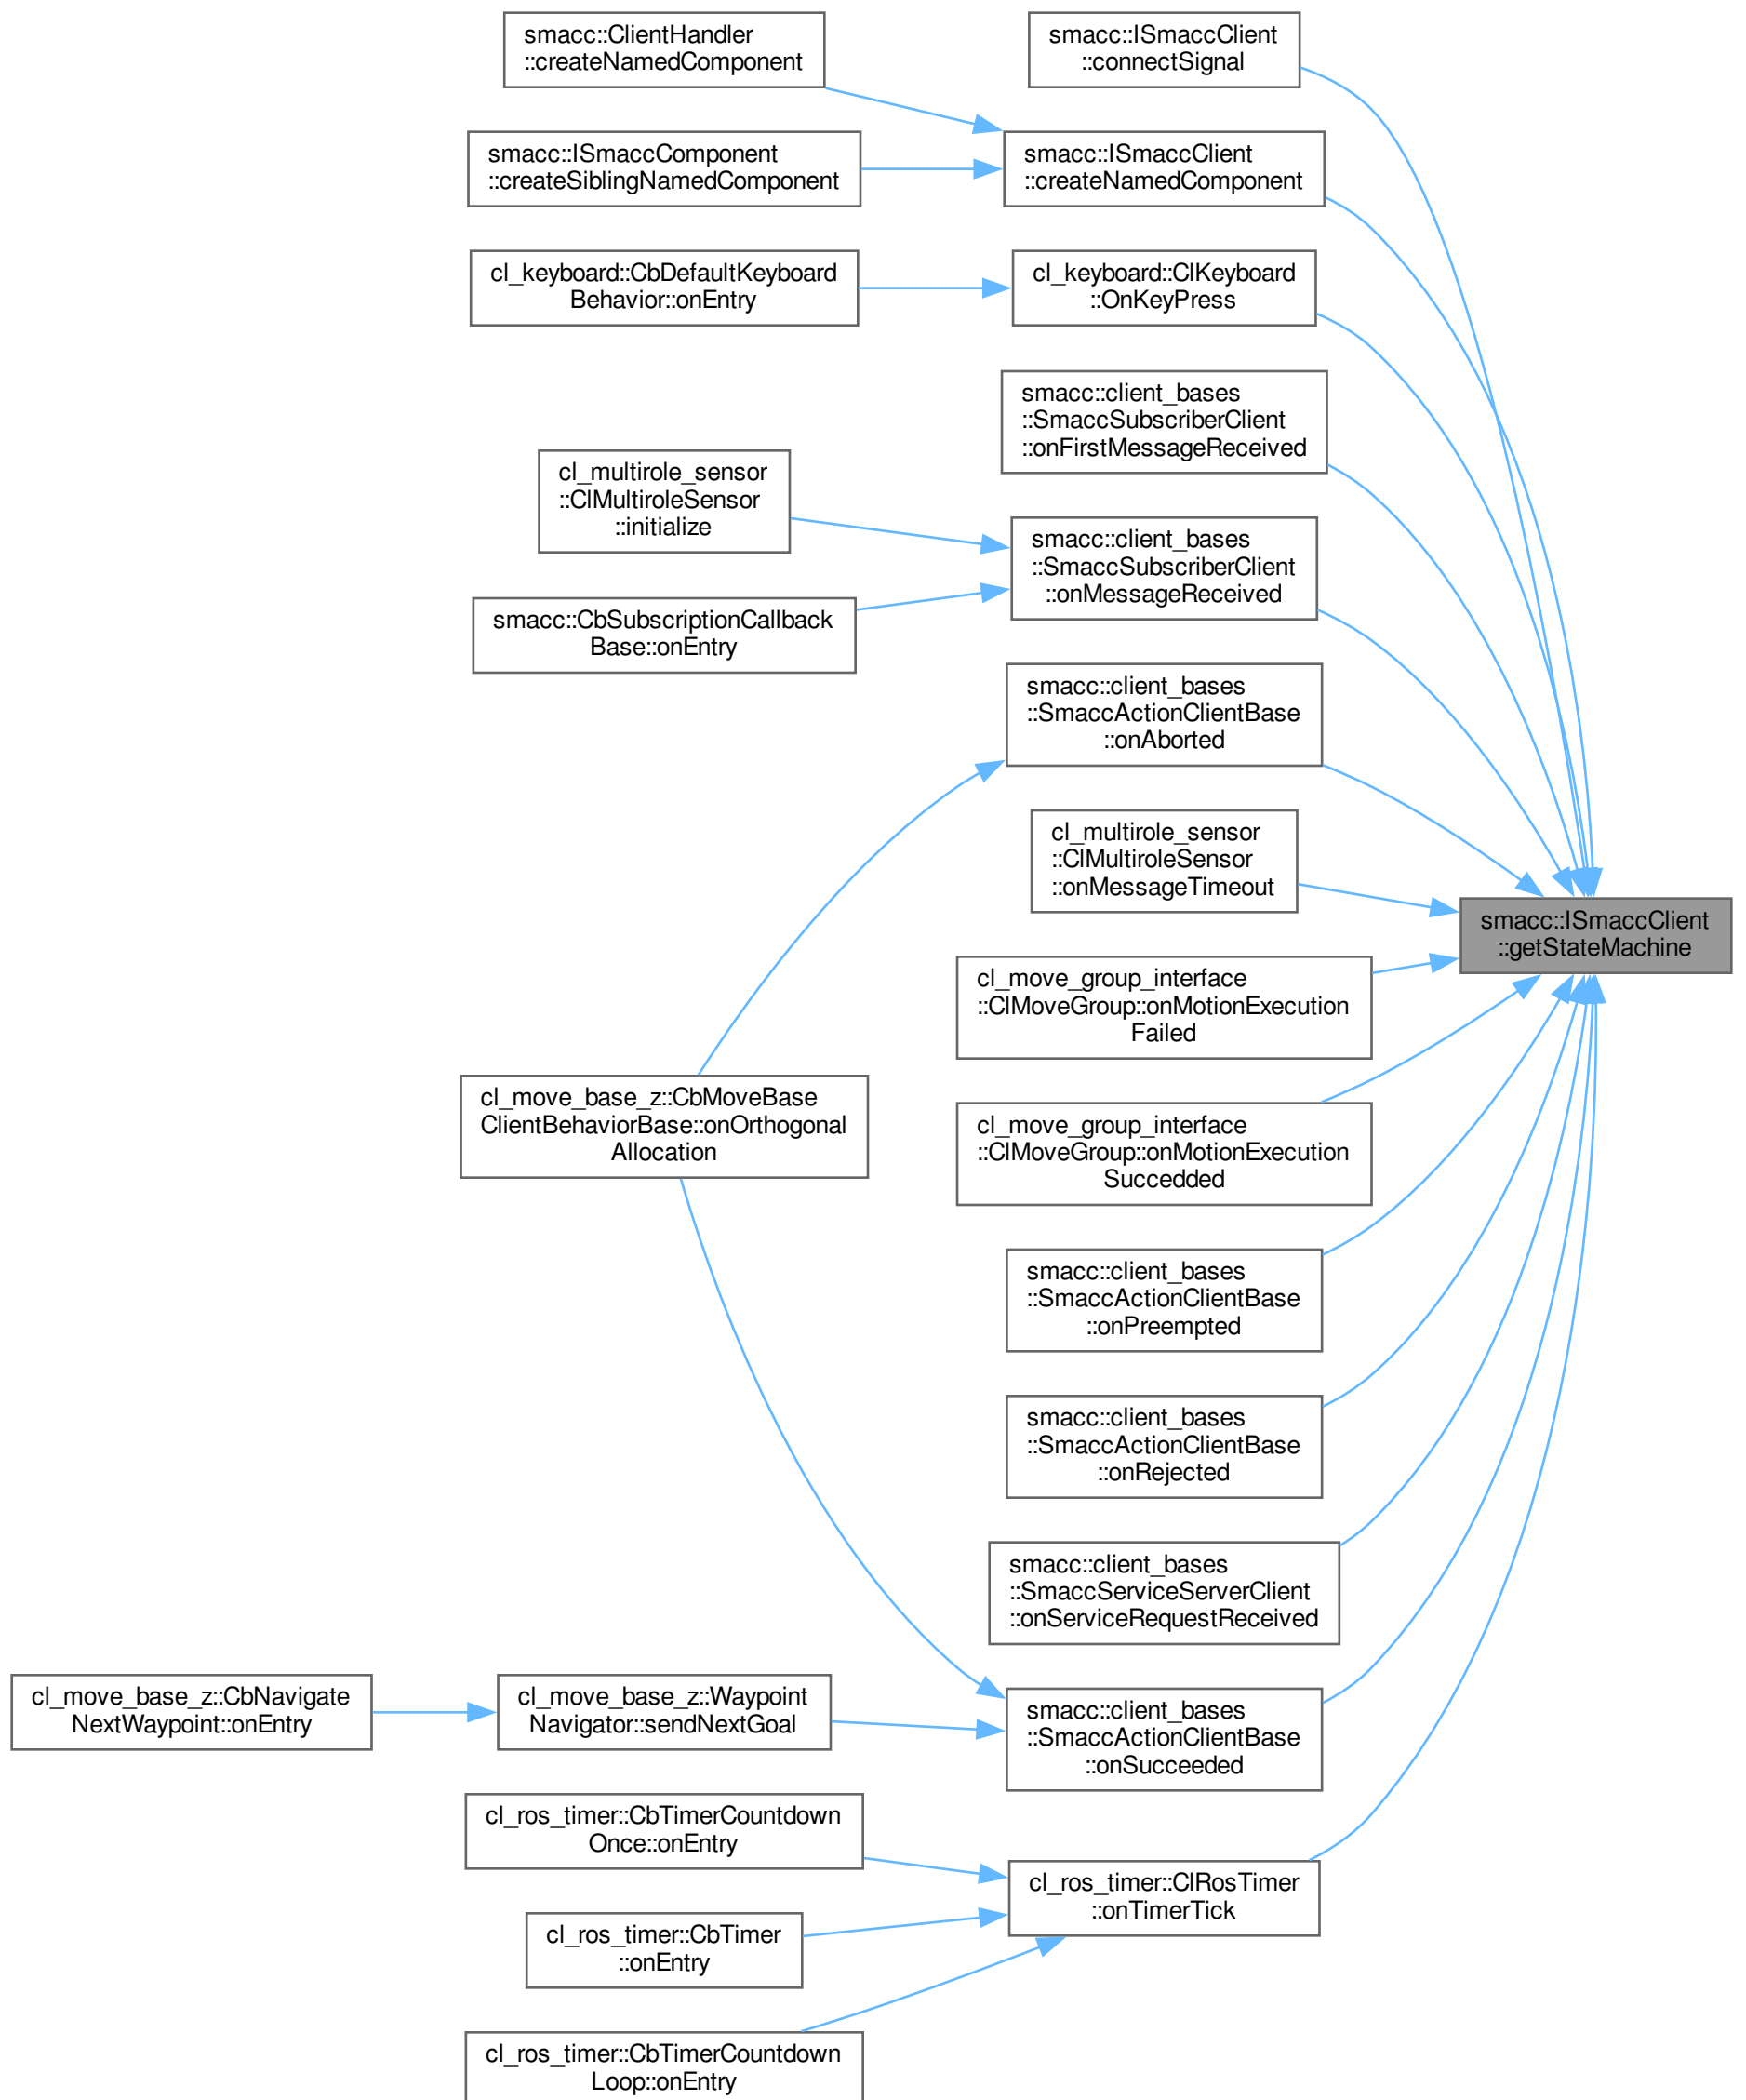 smacc::ClientHandler
::createNamedComponent
smacc::ISmaccClient
::connectSignal
smacc::ISmaccComponent
::createSiblingNamedComponent
smacc::ISmaccClient
::createNamedComponent
cl_keyboard::CbDefaultKeyboard
Behavior::onEntry
cl_keyboard::ClKeyboard
::OnKeyPress
smacc::client_bases
::SmaccSubscriberClient
::onFirstMessageReceived
cl_multirole_sensor
::ClMultiroleSensor
::initialize
smacc::client_bases
::SmaccSubscriberClient
::onMessageReceived
smacc::CbSubscriptionCallback
Base::onEntry
smacc::client_bases
::SmaccActionClientBase
::onAborted
cl_multirole_sensor
::ClMultiroleSensor
::onMessageTimeout
smacc::ISmaccClient
::getStateMachine
cl_move_group_interface
::ClMoveGroup::onMotionExecution
Failed
cl_move_base_z::CbMoveBase
ClientBehaviorBase::onOrthogonal
Allocation
cl_move_group_interface
::ClMoveGroup::onMotionExecution
Succedded
smacc::client_bases
::SmaccActionClientBase
::onPreempted
smacc::client_bases
::SmaccActionClientBase
::onRejected
smacc::client_bases
::SmaccServiceServerClient
::onServiceRequestReceived
cl_move_base_z::CbNavigate
NextWaypoint::onEntry
cl_move_base_z::Waypoint
Navigator::sendNextGoal
smacc::client_bases
::SmaccActionClientBase
::onSucceeded
cl_ros_timer::CbTimerCountdown
Once::onEntry
cl_ros_timer::ClRosTimer
::onTimerTick
cl_ros_timer::CbTimer
::onEntry
cl_ros_timer::CbTimerCountdown
Loop::onEntry